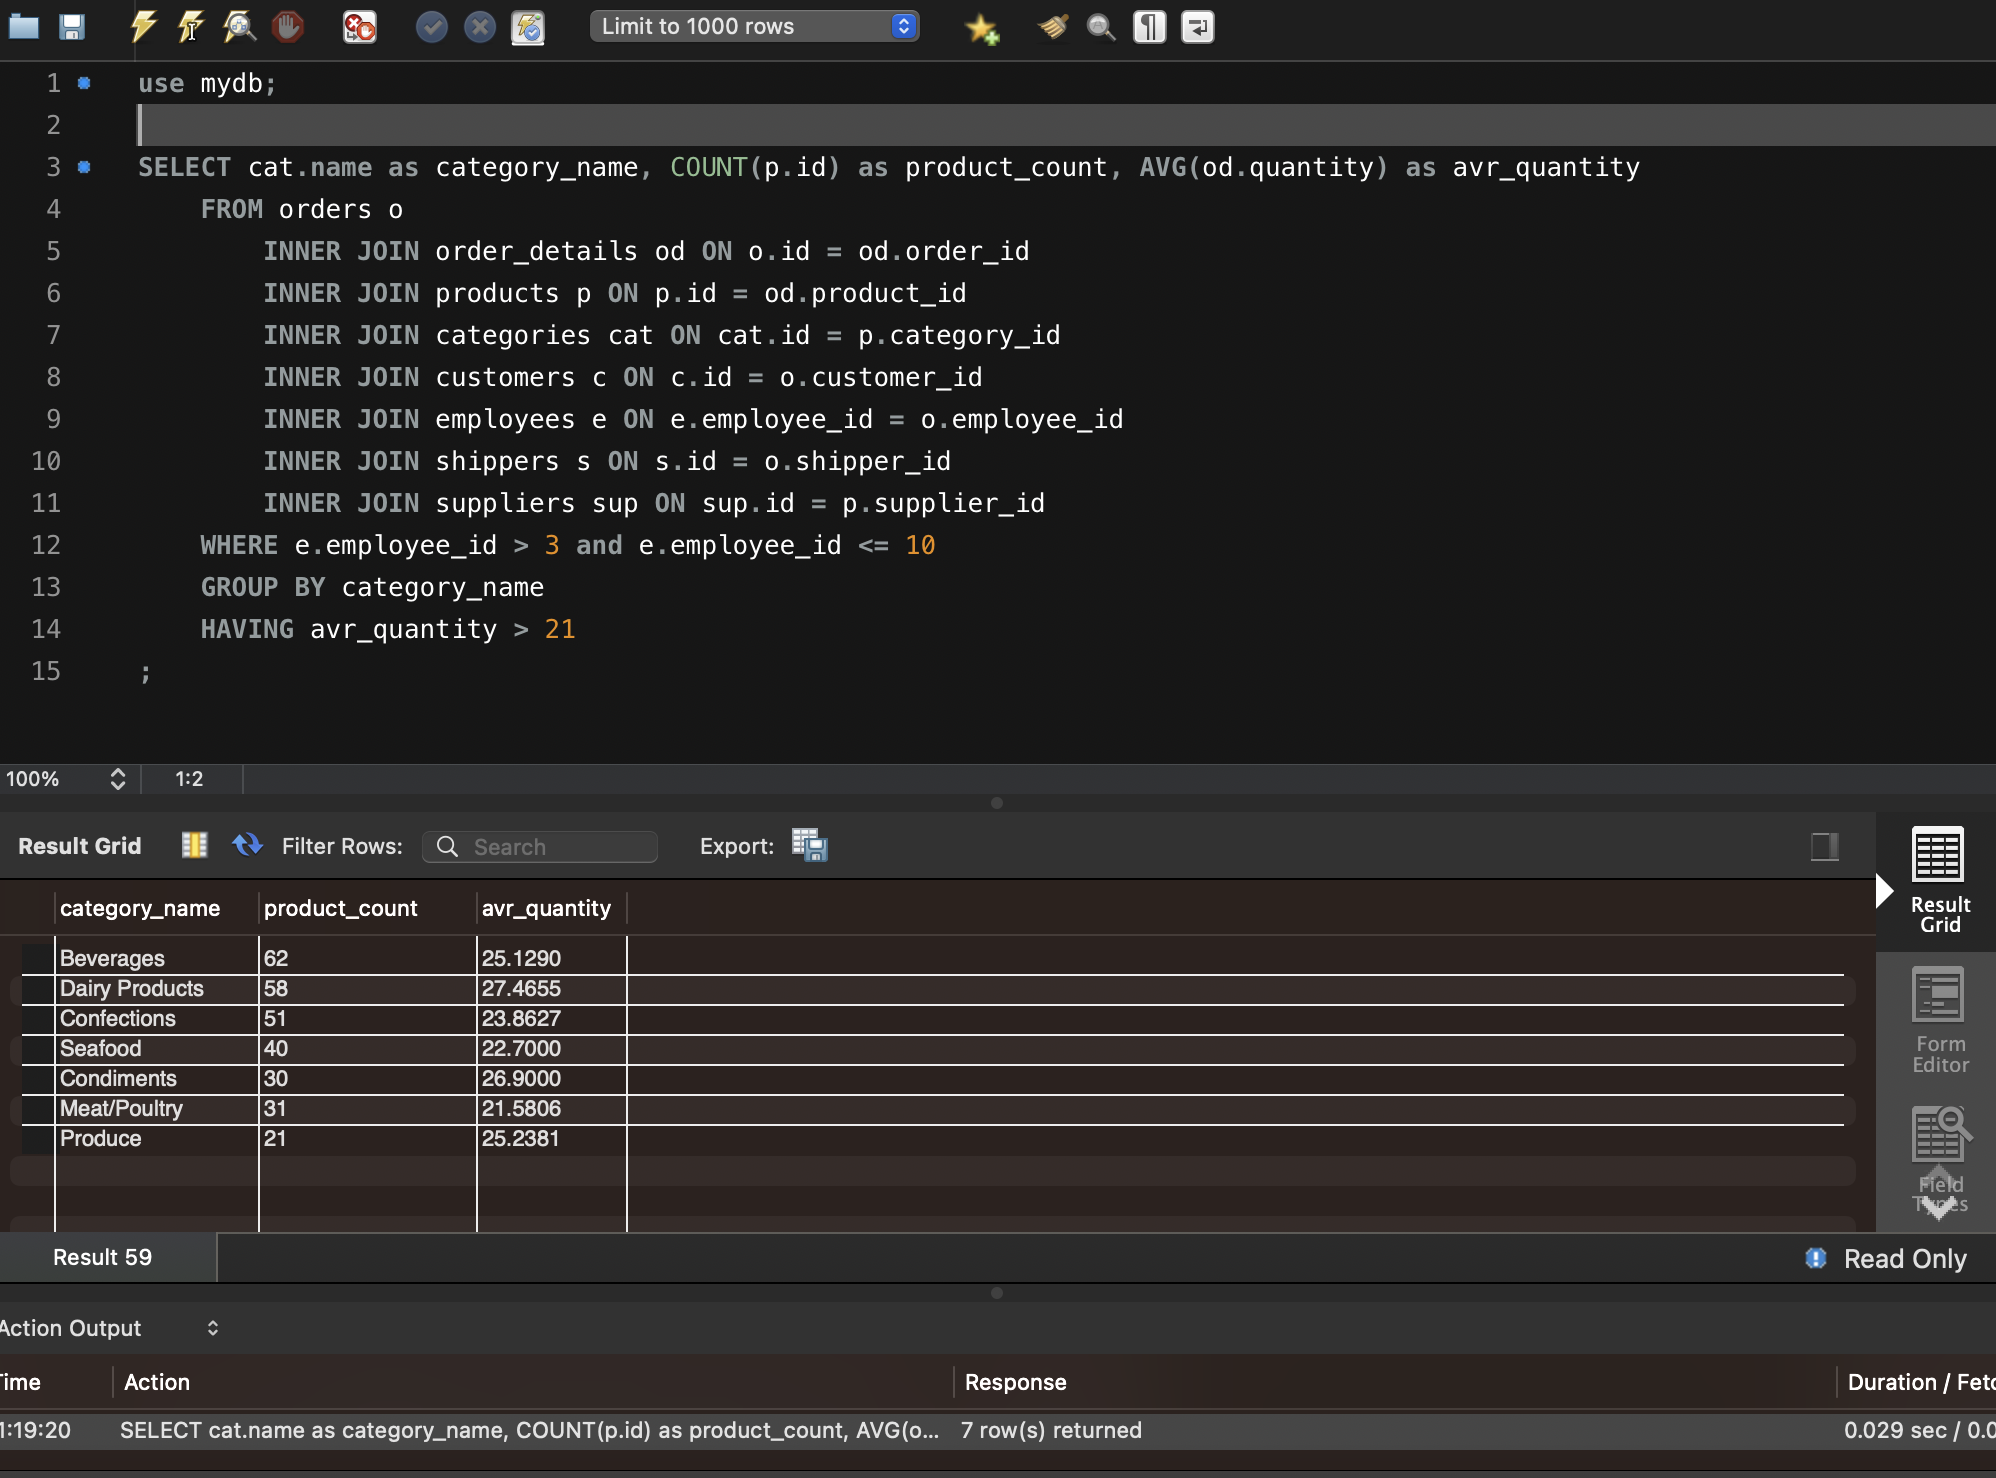 Limit to 1000 rows
1 use mydb;
2
3 SELECT cat.name as category_name, COUNT(p.id) as product_count, AVG(od.quantity) as avr_quantity
4 FROM orders o
5 INNER JOIN order_details od ON o.id = od.order_id
6 INNER JOIN products p ON p.id = od.product_id
7 INNER JOIN categories cat ON cat.id = p.category_id
8 INNER JOIN customers c ON c.id = o.customer_id
9 INNER JOIN employees e ON e.employee_id = o.employee_id
10 INNER JOIN shippers s ON s.id = o.shipper_id
11 INNER JOIN suppliers sup ON sup.id = p.supplier_id
12 WHERE e.employee_id > 3 and e.employee_id <= 10
13 GROUP BY category_name
14 HAVING avr_quantity > 21
15 ;
100% 1:2
Result Grid Filter Rows: Search Export:
category_name product_count avr_quantity
Beverages 62 25.1290
Dairy Products 58 27.4655
Confections 51 23.8627
Seafood 40 22.7000
Condiments 30 26.9000
Meat/Poultry 31 21.5806
Produce 21 25.2381
Result
Grid
Form
Editor
Field
Types
Result 59 Read Only
Action Output
Time Action Response Duration / Fetc
1:19:20 SELECT cat.name as category_name, COUNT(p.id) as product_count, AVG(o... 7 row(s) returned 0.029 sec / 0.0